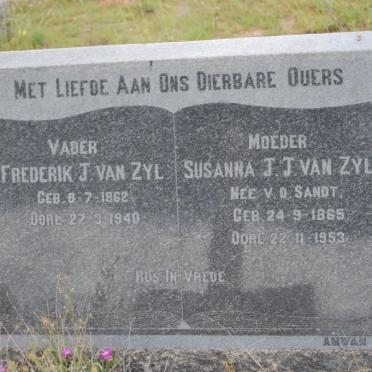 MET LIEFDE AAN ONS DIERBARE OUERS
VADER
FREDERIK J. VAN ZYL
GEB. 8-7-1862
OORL. 27-3-1940
MOEDER
SUSANNA J. J. VAN ZYL
NEE V. D. SANDT.
GEB. 24-9-1865
OORL. 22-11-1953.
RUS IN VREDE
AMWAN